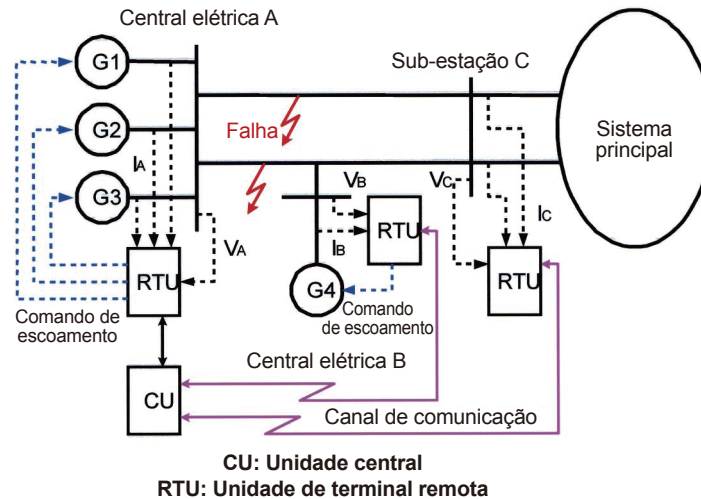 Central elétrica A
G1
Sub-estação C
G2
Falha
Sistema
principal
IA
G3
VB
VC
VA
RTU
IC
RTU
IB
RTU
G4
Comando de
escoamento
Comando
de escoamento
Central elétrica B
CU
Canal de comunicação
CU: Unidade central
RTU: Unidade de terminal remota